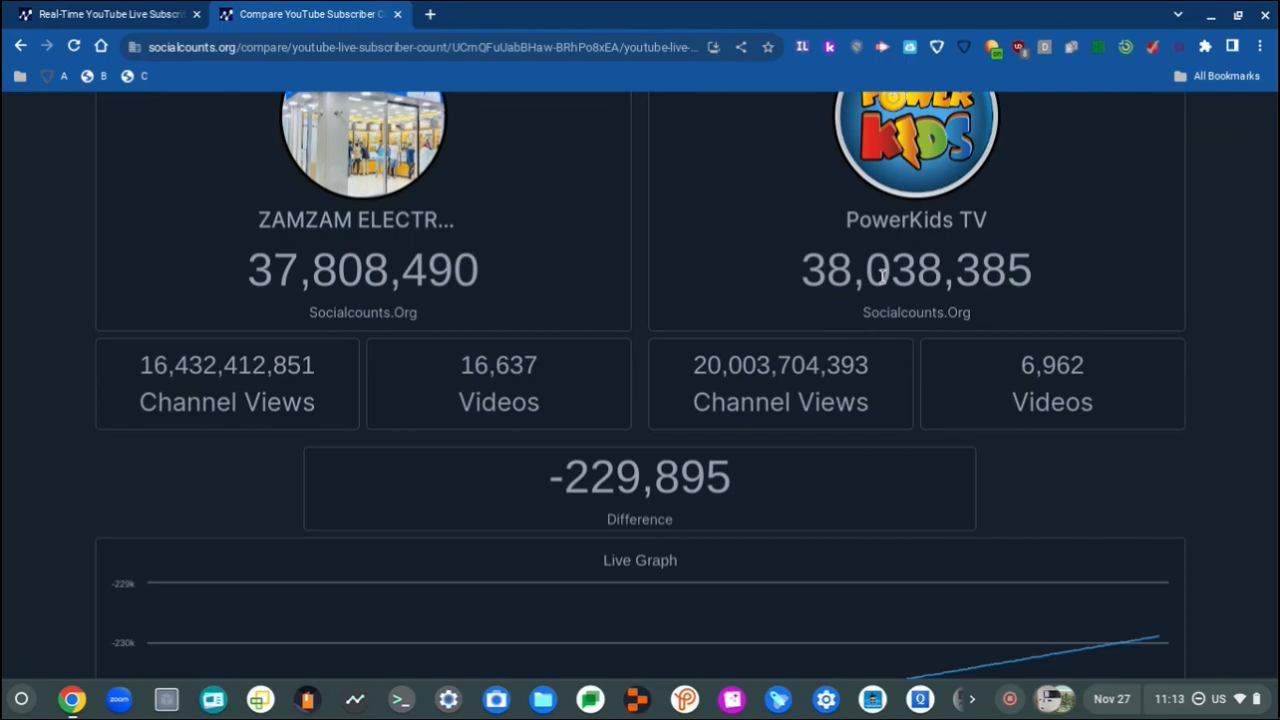 Real-Time YouTube Live Subscri
Compare YouTube Subscriber C
socialcounts.org/compare/youtube-live-subscriber-count/UCmQFuUabBHaw-BRhPo8xEA/youtube-live-...
A
B
C
All Bookmarks
POWER
KIDS
ZAMZAM ELECTR...
PowerKids TV
37,808,490
38,038,385
Socialcounts.Org
Socialcounts.Org
16,432,412,851
16,637
20,003,704,393
6,962
Channel Views
Videos
Channel Views
Videos
-229,895
Difference
Live Graph
-229k
-230k
zoom
Nov 27
11:13
US